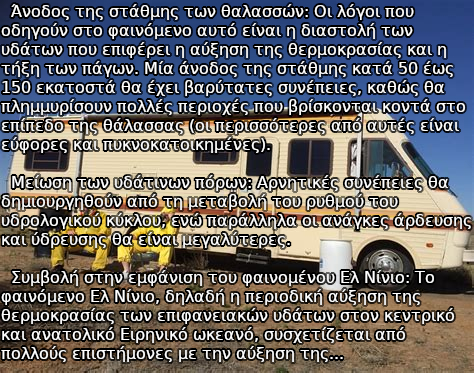 Άνοδος της στάθμης των θαλασσών: Οι λόγοι που
οδηγούν στο φαινόμενο αυτό είναι η διαστολή των
υδάτων που επιφέρει η αύξηση της θερμοκρασίας και η
τήξη των πάγων. Μία άνοδος της στάθμης κατά 50 έως
150 εκατοστά θα έχει βαρύτατες συνέπειες, καθώς θα
πλημμυρίσουν πολλές περιοχές που βρίσκονται κοντά στο
επίπεδο της θάλασσας (οι περισσότερες από αυτές είναι
εύφορες και πυκνοκατοικημένες).
Μείωση των υδάτινων πόρων: Αρνητικές συνέπειες θα
δημιουργηθούν από τη μεταβολή του ρυθμού του
υδρολογικού κύκλου, ενώ παράλληλα οι ανάγκες άρδευσης
και ύδρευσης θα είναι μεγαλύτερες.
Συμβολή στην εμφάνιση του φαινομένου Ελ Νίνιο: Το
φαινόμενο Ελ Νίνιο, δηλαδή η περιοδική αύξηση της
θερμοκρασίας των επιφανειακών υδάτων στον κεντρικό
και ανατολικό Ειρηνικό ωκεανό, συσχετίζεται από
πολλούς επιστήμονες με την αύξηση της...